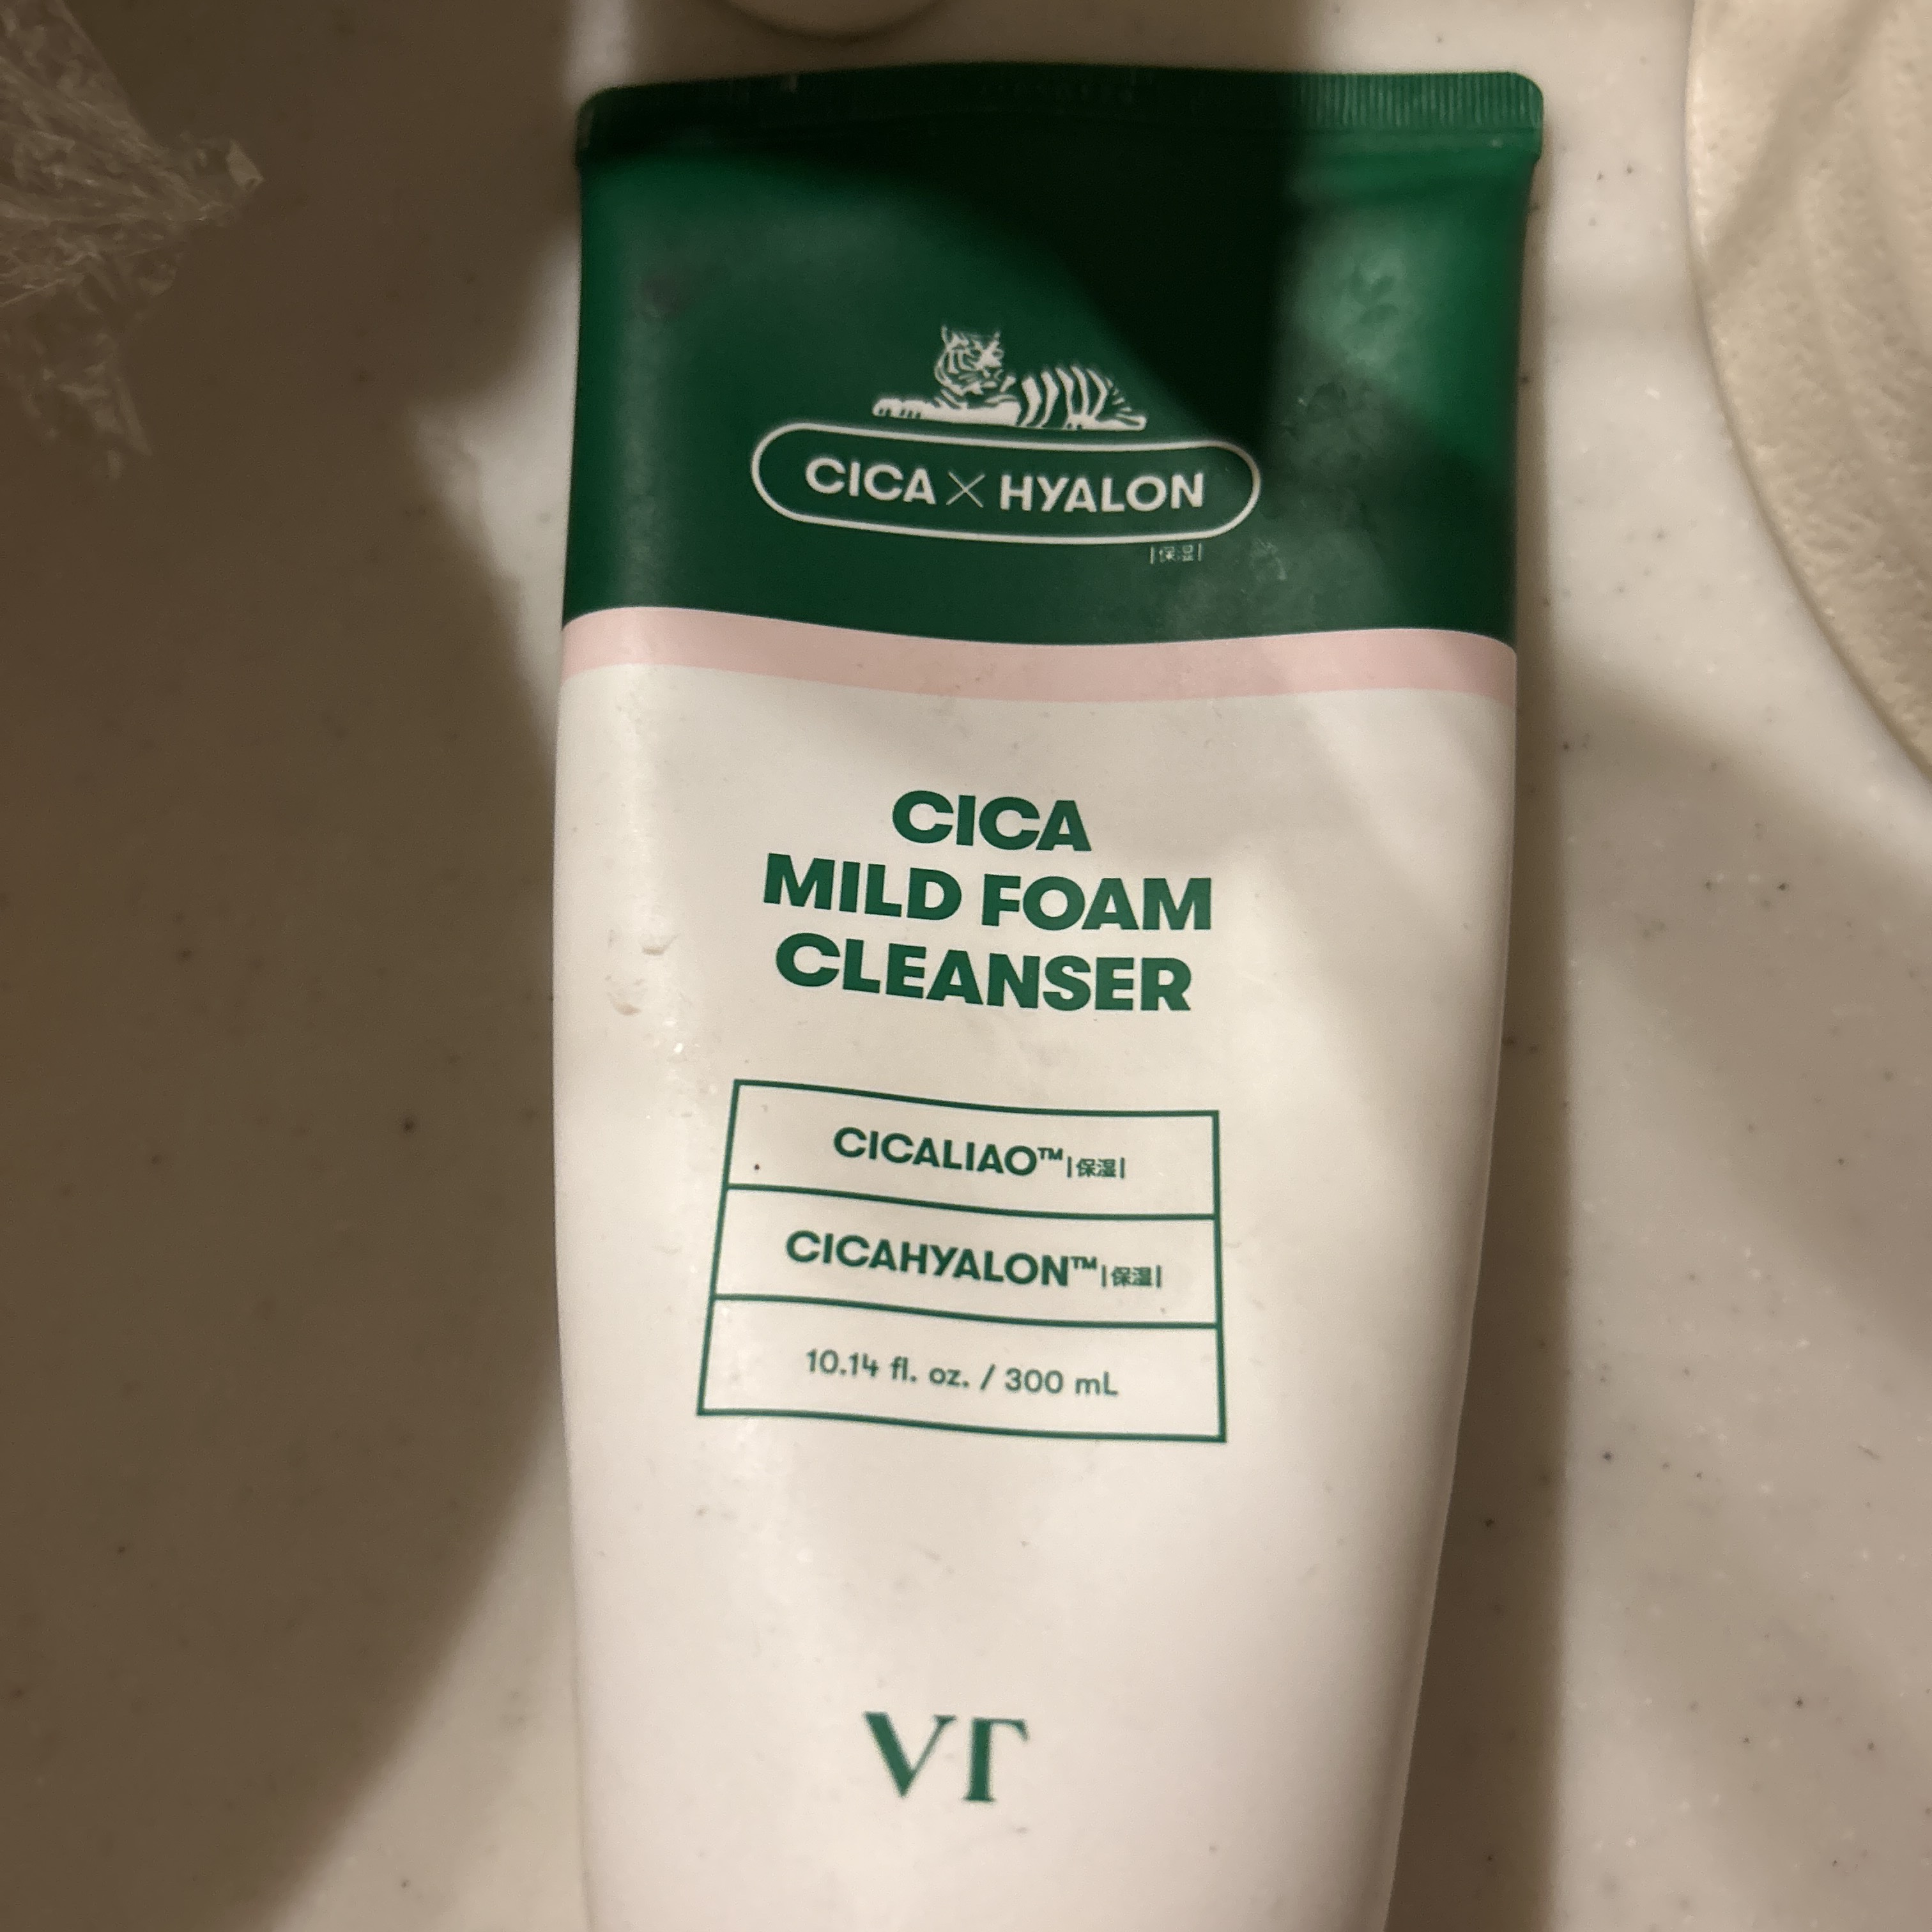 CICA × HYALON
|保湿|
CICA
MILD FOAM
CLEANSER
CICALIAO™|保湿|
CICAHYALON™|保湿|
10.14 fl. oz. / 300 mL
VT